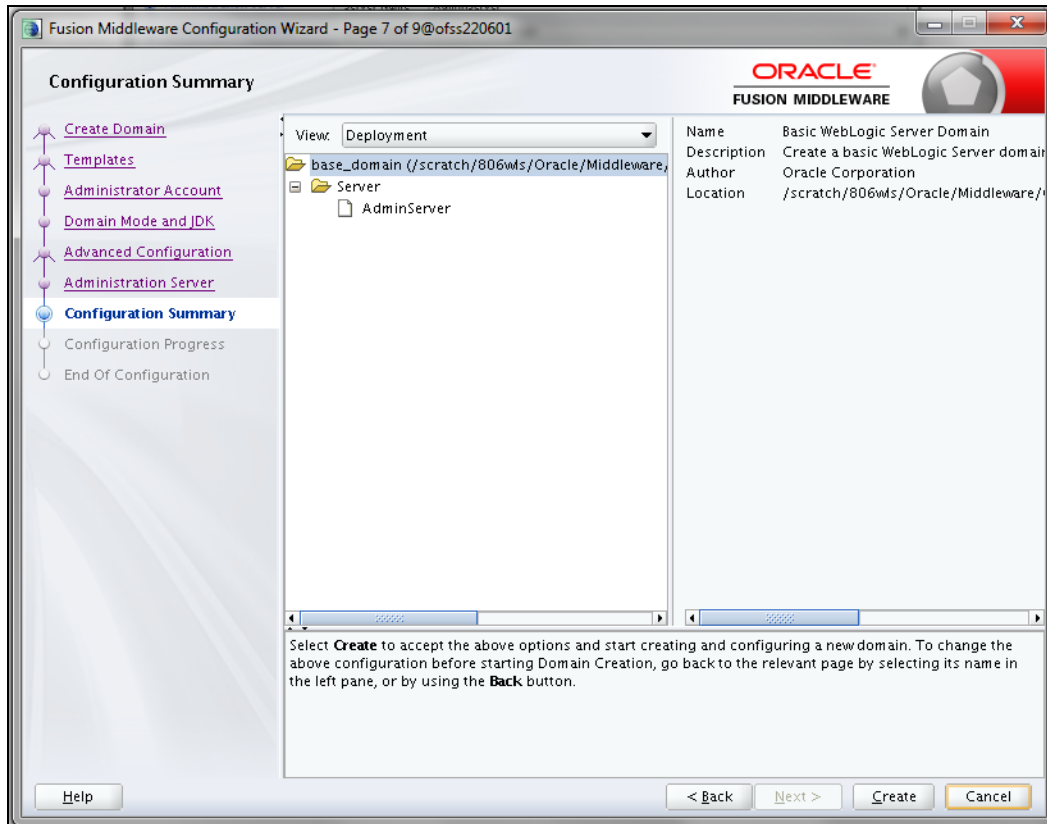 Fusion Middleware Configuration Wizard - Page 7 of 9@ofss220601
Configuration Summary
ORACLE
FUSION MIDDLEWARE
Create Domain
Templates
Administrator Account
Domain Mode and JDK
Advanced Configuration
Administration Server
Configuration Summary
Configuration Progress
End Of Configuration
View: Deployment
base_domain (/scratch/806wls/Oracle/Middleware,
Server
AdminServer
Name Basic WebLogic Server Domain
Description Create a basic WebLogic Server domain
Author Oracle Corporation
Location /scratch/806wls/Oracle/Middleware/
Select Create to accept the above options and start creating and configuring a new domain. To change the
above configuration before starting Domain Creation, go back to the relevant page by selecting its name in
the left pane, or by using the Back button.
Help
< Back
Next >
Create
Cancel